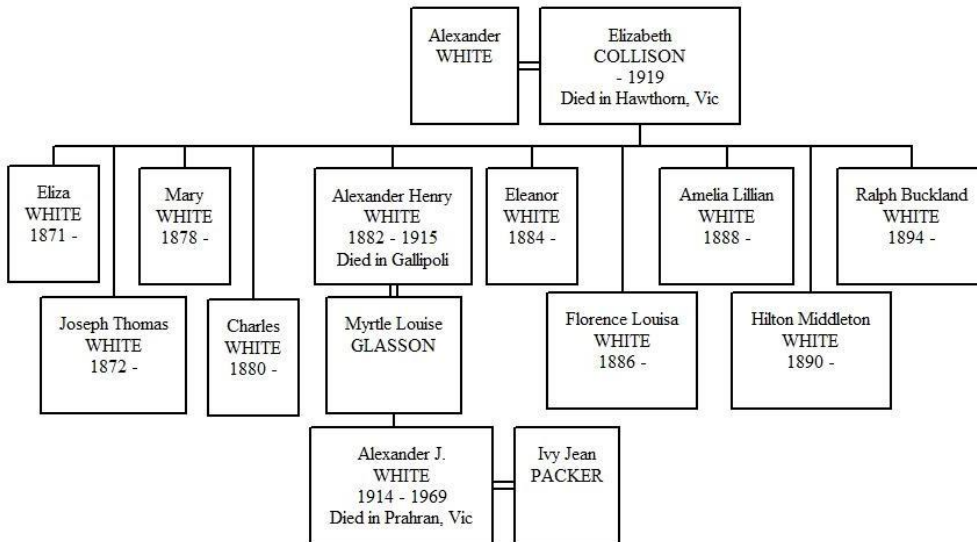 Alexander
WHITE
Elizabeth
COLLISON
- 1919
Died in Hawthorn, Vic
Eliza
WHITE
1871 -
Mary
WHITE
1878 -
Alexander Henry
WHITE
1882 - 1915
Died in Gallipoli
Eleanor
WHITE
1884 -
Amelia Lillian
WHITE
1888 -
Ralph Buckland
WHITE
1894 -
Joseph Thomas
WHITE
1872 -
Charles
WHITE
1880 -
Myrtle Louise
GLASSON
Florence Louisa
WHITE
1886 -
Hilton Middleton
WHITE
1890 -
Alexander J.
WHITE
1914 - 1969
Died in Prahran, Vic
Ivy Jean
PACKER